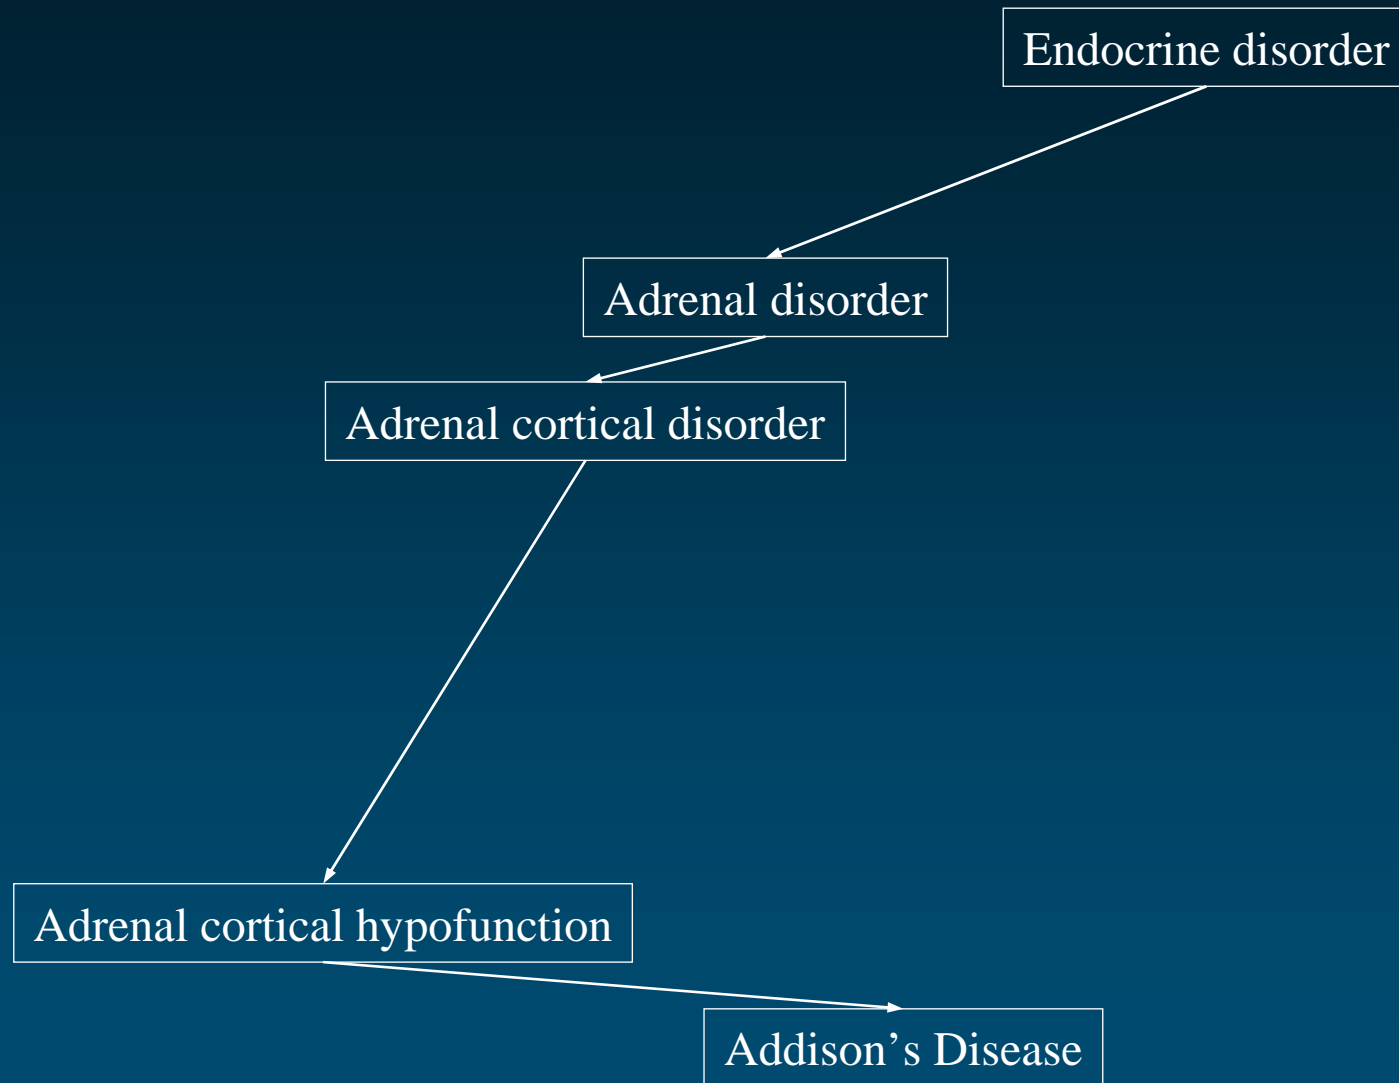 Endocrine disorder
Adrenal disorder
Adrenal cortical disorder
Adrenal cortical hypofunction
Addison’s Disease